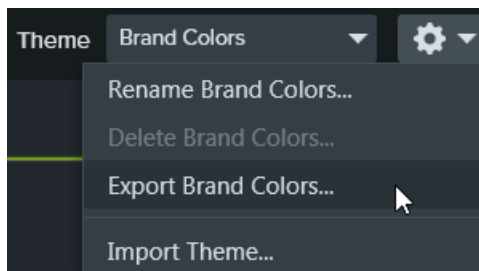 Theme Brand Colors
Rename Brand Colors...
Delete Brand Colors...
Export Brand Colors...
Import Theme...